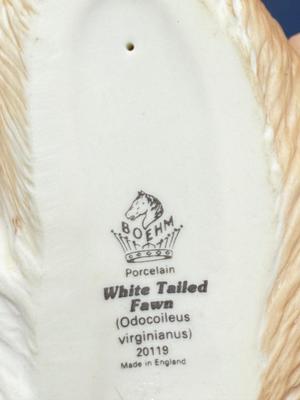 BOEHM
Porcelain
White Tailed
Fawn
(Odocoileus
virginianus)
20119
Made in England